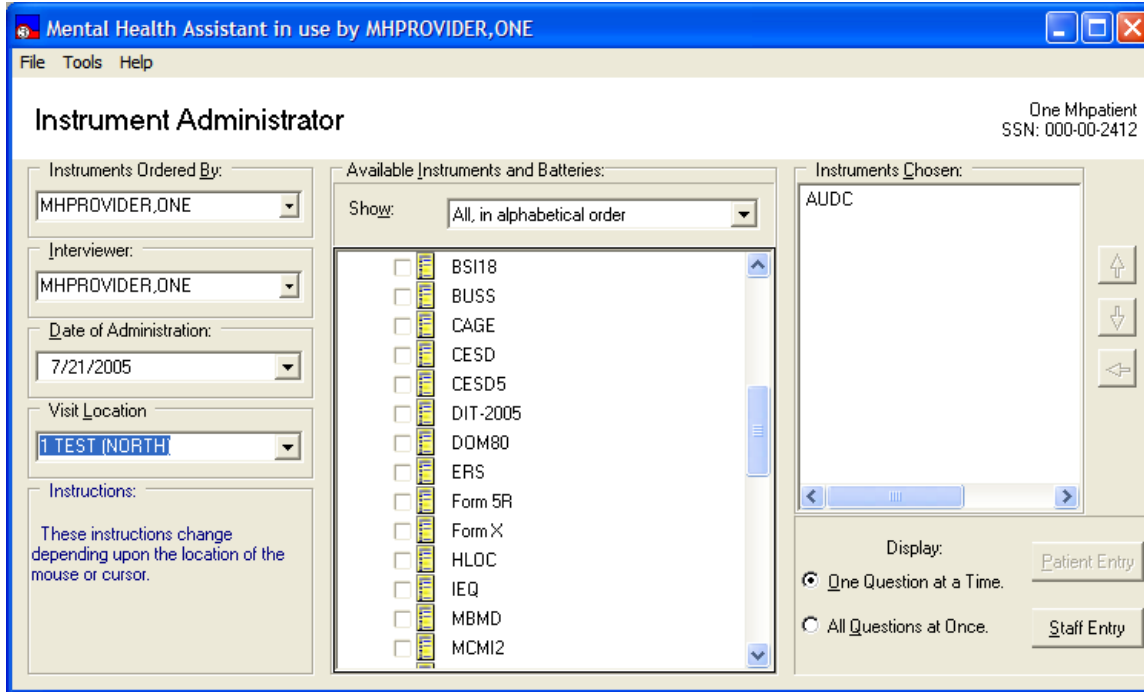 Mental Health Assistant in use by MHPROVIDER,ONE
File Tools Help
Instrument Administrator
One Mhpatient
SSN: 000-00-2412
Instruments Ordered By:
MHPROVIDER,ONE
Interviewer:
MHPROVIDER,ONE
Date of Administration:
7/21/2005
Visit Location
1 TEST (NORTH)
Instructions:
These instructions change
depending upon the location of the
mouse or cursor.
Available Instruments and Batteries:
Show: All, in alphabetical order
BSI18
BUSS
CAGE
CESD
CESD5
DIT-2005
DOM80
ERS
Form 5R
Form X
HLOC
IEQ
MBMD
MCMI2
Instruments Chosen:
AUDC
Display:
One Question at a Time.
All Questions at Once.
Patient Entry
Staff Entry